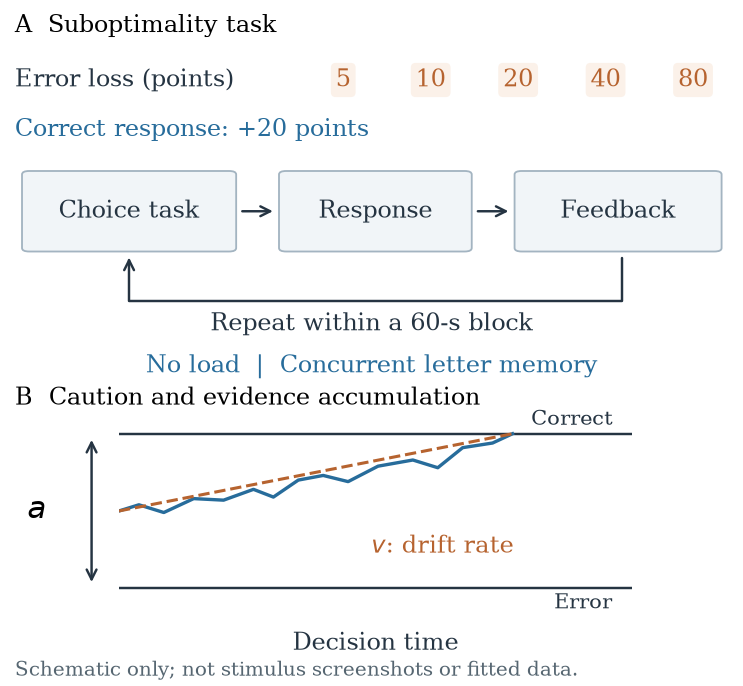 A Suboptimality task
Error loss (points) 5 10 20 40 80
Correct response: +20 points
Choice task Response Feedback
Repeat within a 60-s block
No load | Concurrent letter memory
B Caution and evidence accumulation
Correct
a
v: drift rate
Error
Decision time
Schematic only; not stimulus screenshots or fitted data.